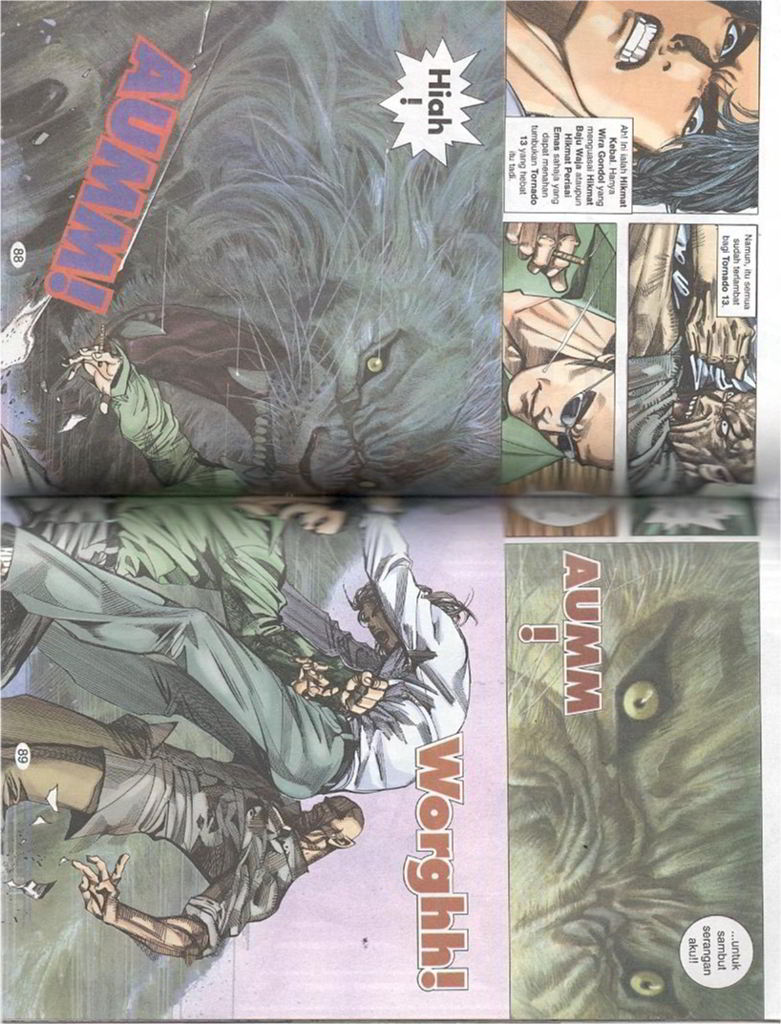 Ah! Ini ialah Hikmat
Wira Gondol yang
Kebal. Hanya
menguasai Hikmat
Baju Waja ataupun
Hikmat Perisai
Emas sahaja yang
dapat menahan
tumbukan Tornado
13 yang hebat
itu tadi.
Namun, itu semua
sudah terlambat
bagi Tornado 13.
...untuk
sambut
serangan
aku!!
AUMM
!
Hiah
!
AUMM!
Worghh!
88
89